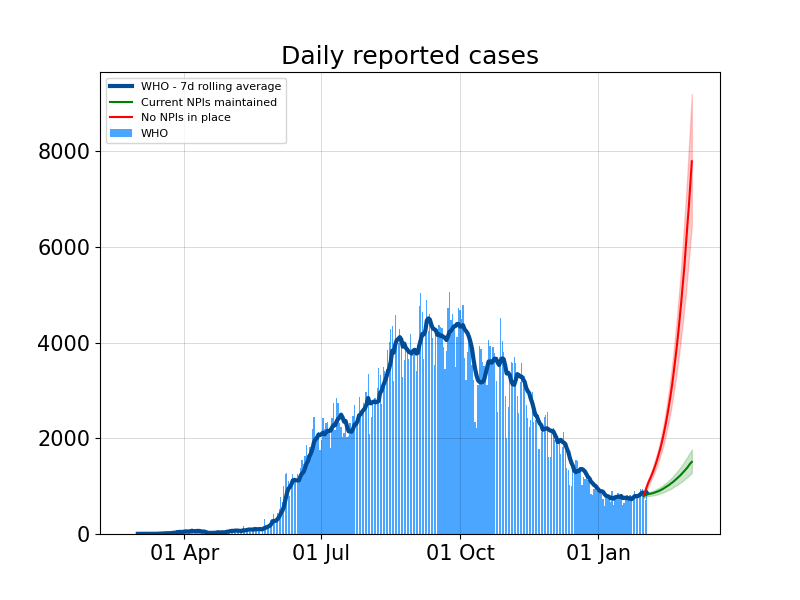 Daily reported cases
WHO - 7d rolling average
Current NPIs maintained
No NPIs in place
WHO
8000
6000
4000
2000
0
01 Apr
01 Jul
01 Oct
01 Jan